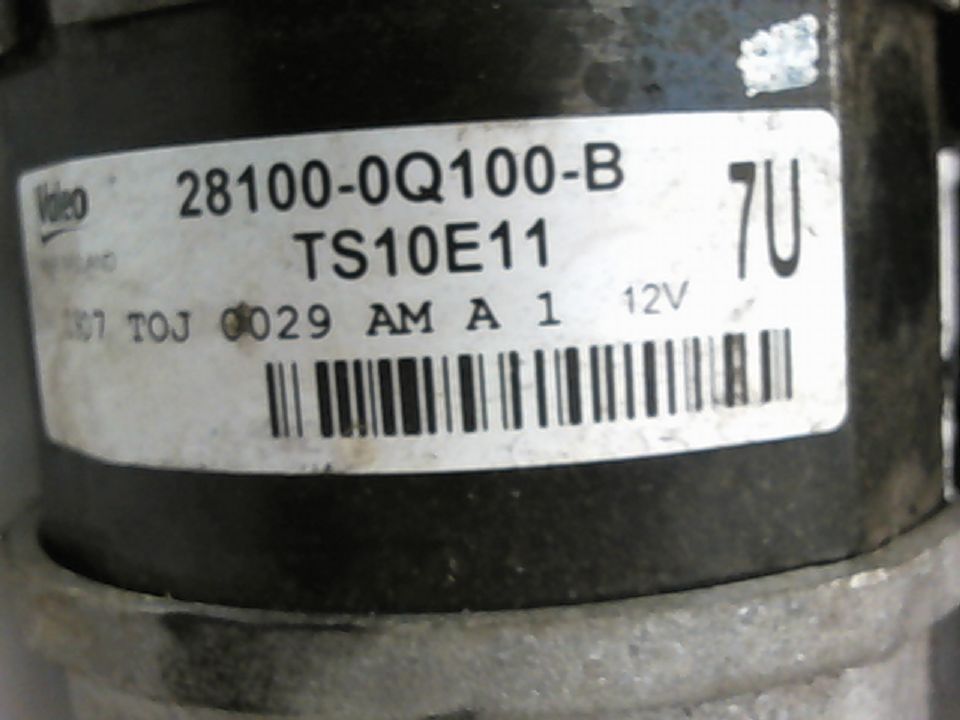 Valeo
28100-0Q100-B
7U
TS10E11
TOJ 0029 AM A 1 12V